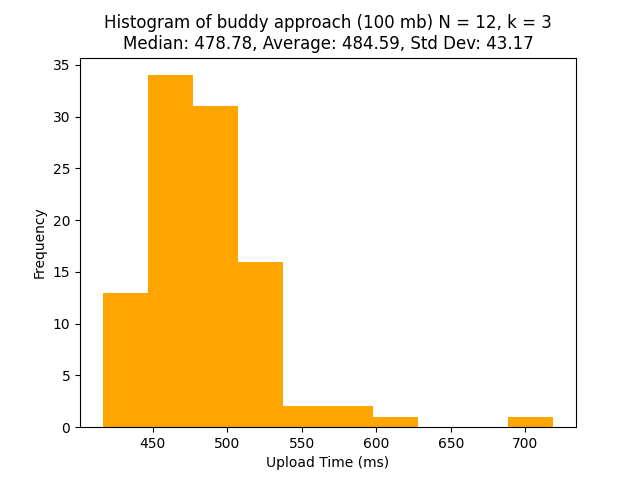 Histogram of buddy approach (100 mb) N = 12, k = 3
Median: 478.78, Average: 484.59, Std Dev: 43.17
35
30
25
20
15
10
5
0
Frequency
450 500 550 600 650 700
Upload Time (ms)